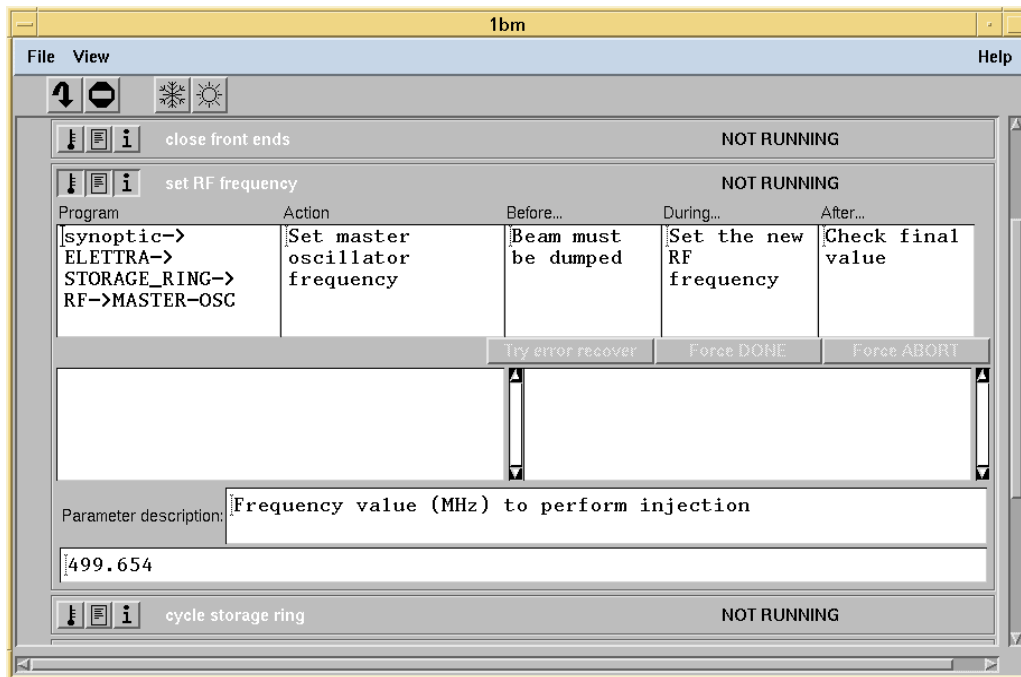 1bm
File View Help
close front ends NOT RUNNING
set RF frequency NOT RUNNING
Program Action Before... During... After...
synoptic-> Set master Beam must Set the new Check final
ELETTRA-> oscillator be dumped RF value
STORAGE_RING-> frequency frequency
RF->MASTER-OSC
Try error recover Force DONE Force ABORT
Parameter description: Frequency value (MHz) to perform injection
499.654
cycle storage ring NOT RUNNING